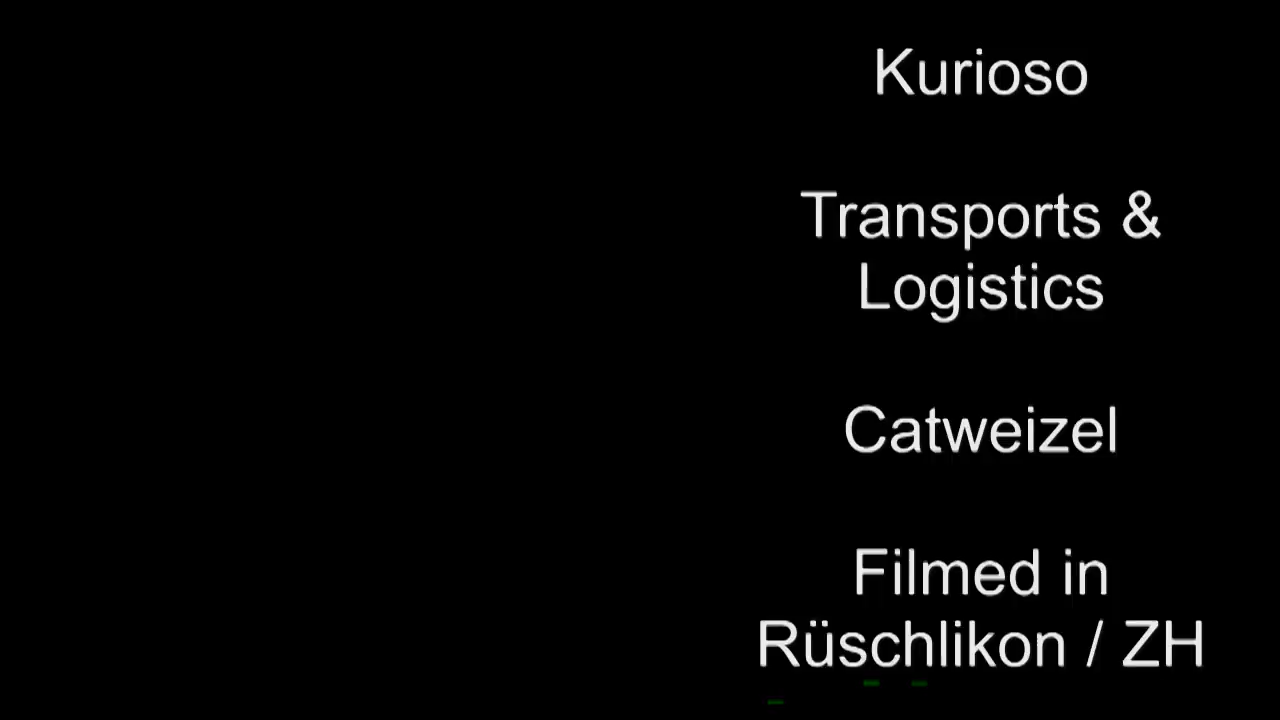 Kurioso
Transports &
Logistics
Catweizel
Filmed in
Rüschlikon / ZH